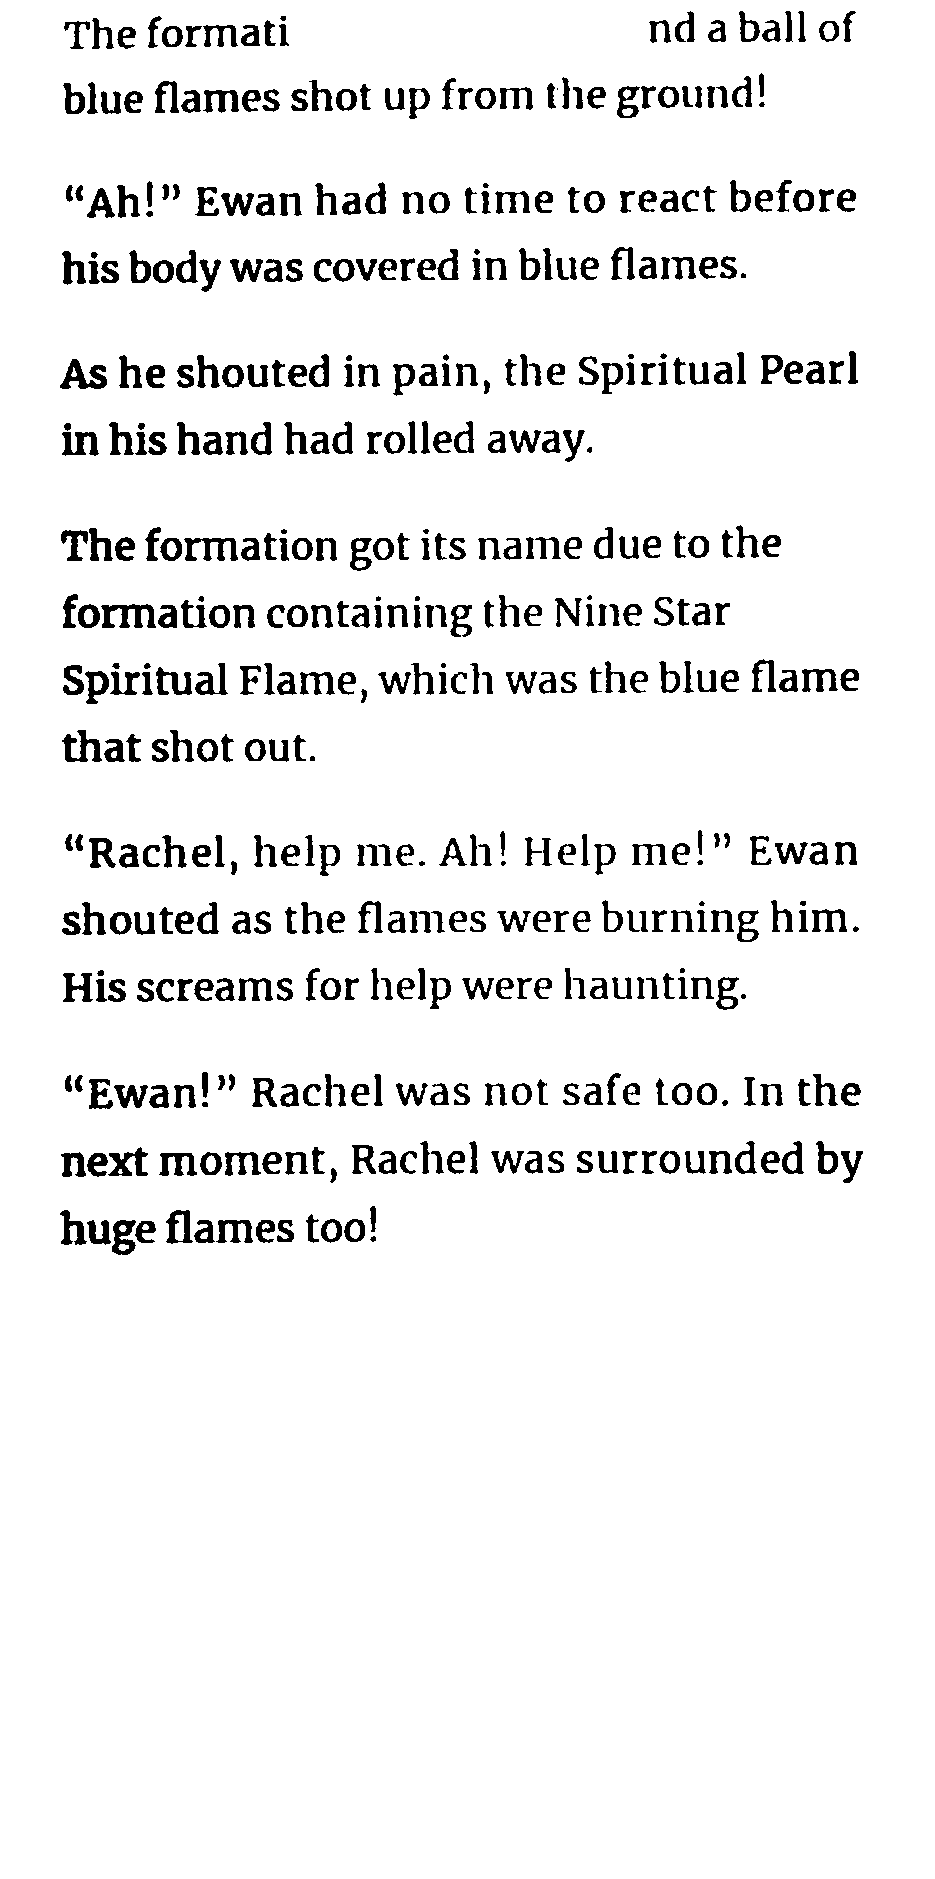 The formati nd a ball of
blue flames shot up from the ground!
“Ah!” Ewan had no time to react before
his body was covered in blue flames.
As he shouted in pain, the Spiritual Pearl
in his hand had rolled away.
The formation got its name due to the
formation containing the Nine Star
Spiritual Flame, which was the blue flame
that shot out.
“Rachel, help me. Ah! Help me!” Ewan
shouted as the flames were burning him.
His screams for help were haunting.
“Ewan!” Rachel was not safe too. In the
next moment, Rachel was surrounded by
huge flames too!